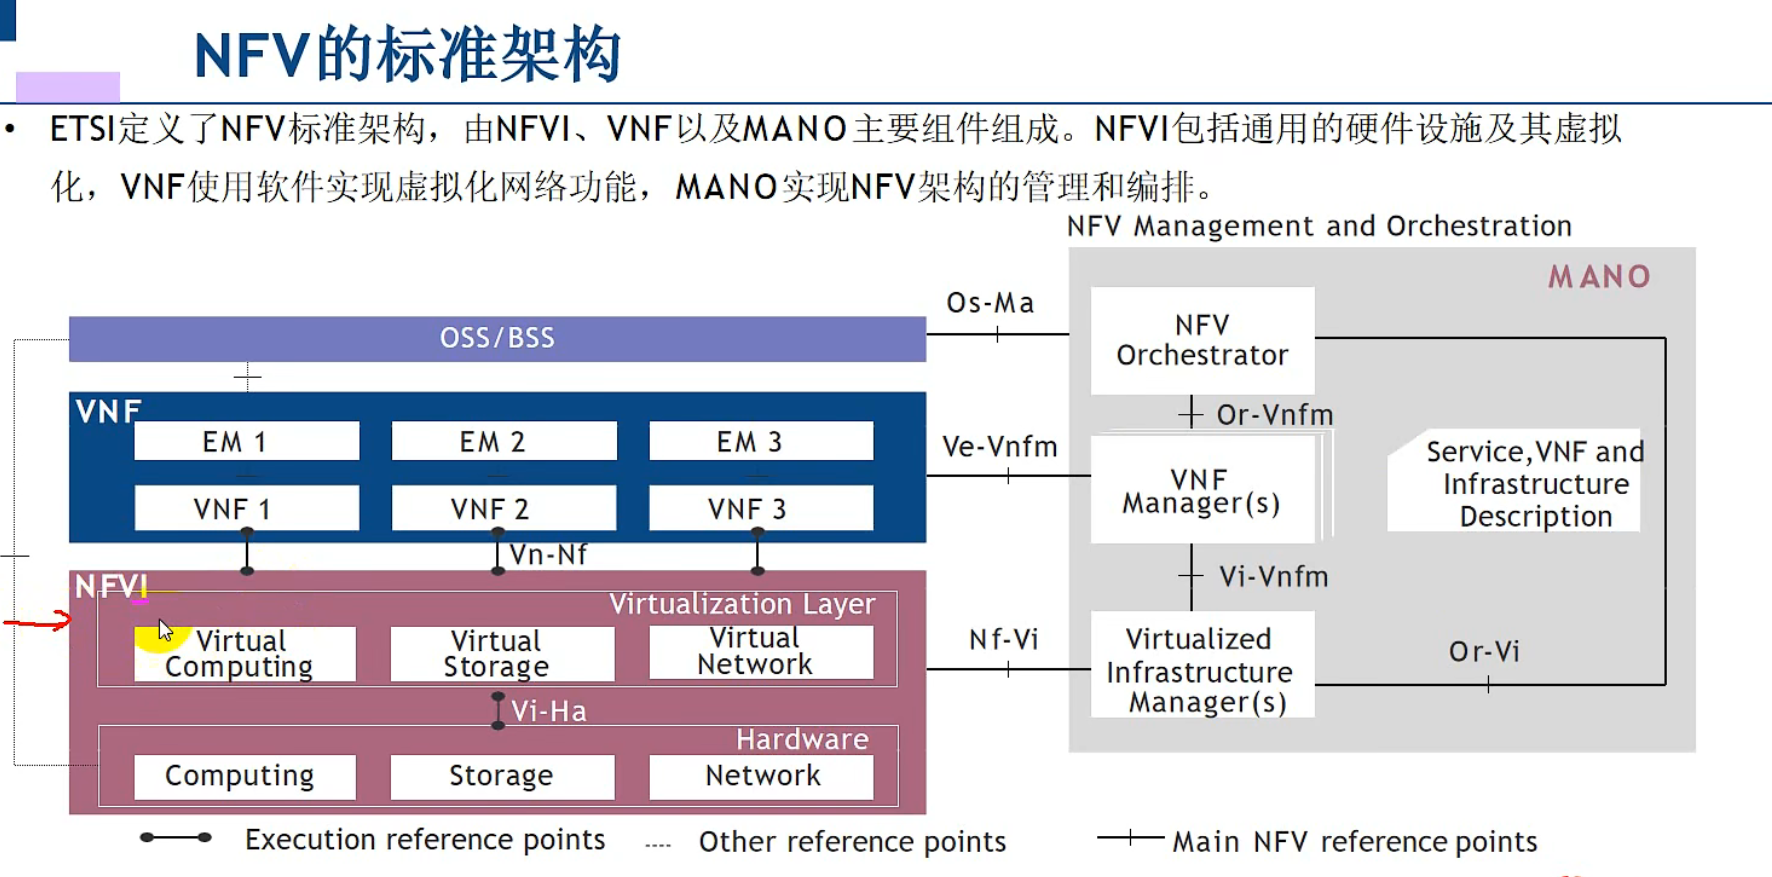 NFV的标准架构
• ETSI定义了NFV标准架构，由NFVI、VNF以及MANO主要组件组成。NFVI包括通用的硬件设施及其虚拟
化，VNF使用软件实现虚拟化网络功能，MANO实现NFV架构的管理和编排。
NFV Management and Orchestration
MANO
OSS/BSS
Os-Ma
NFV
Orchestrator
Or-Vnfm
VNF
EM 1
EM 2
EM 3
VNF 1
VNF 2
VNF 3
Ve-Vnfm
VNF
Manager(s)
Service,VNF and
Infrastructure
Description
Vn-Nf
Vi-Vnfm
NFVI
Virtualization Layer
Virtual
Computing
Virtual
Storage
Virtual
Network
Nf-Vi
Virtualized
Infrastructure
Manager(s)
Or-Vi
Vi-Ha
Hardware
Computing
Storage
Network
Execution reference points
Other reference points
Main NFV reference points